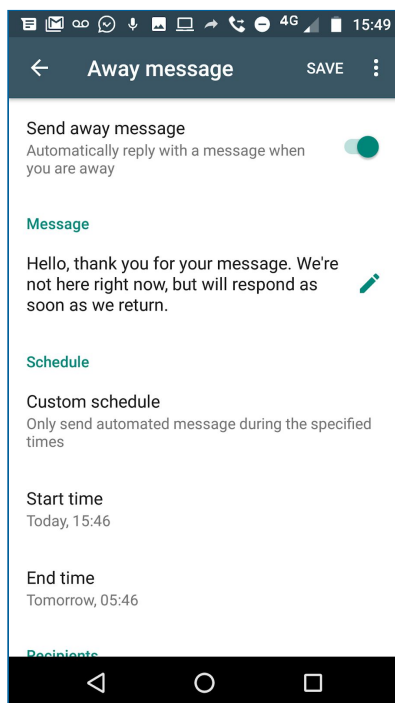 4G 15:49
Away message SAVE
Send away message
Automatically reply with a message when
you are away
Message
Hello, thank you for your message. We're
not here right now, but will respond as
soon as we return.
Schedule
Custom schedule
Only send automated message during the specified
times
Start time
Today, 15:46
End time
Tomorrow, 05:46
Recipients